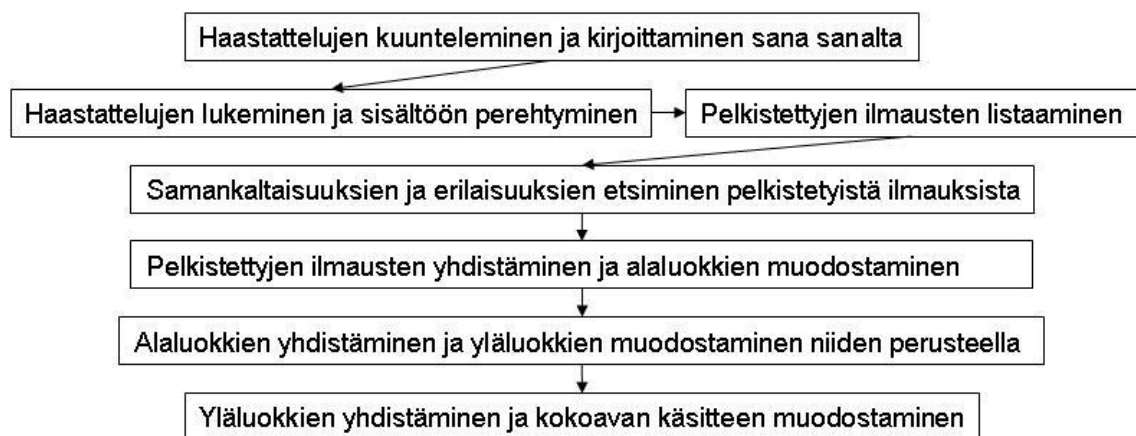 Haastattelujen kuunteleminen ja kirjoittaminen sana sanalta
Haastattelujen lukeminen ja sisältöön perehtyminen
Pelkistettyjen ilmausten listaaminen
Samankaltaisuuksien ja erilaisuuksien etsiminen pelkistetyistä ilmauksista
Pelkistettyjen ilmausten yhdistäminen ja alaluokkien muodostaminen
Alaluokkien yhdistäminen ja yläluokkien muodostaminen niiden perusteella
Yläluokkien yhdistäminen ja kokoavan käsitteen muodostaminen